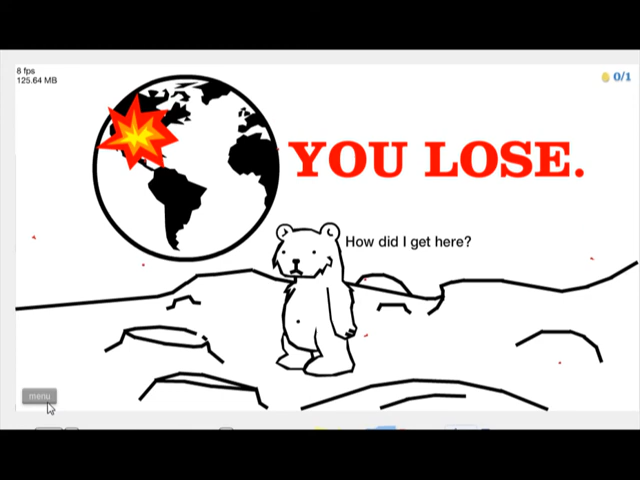 8 fps
125.64 MB
0/1
YOU LOSE.
How did I get here?
menu